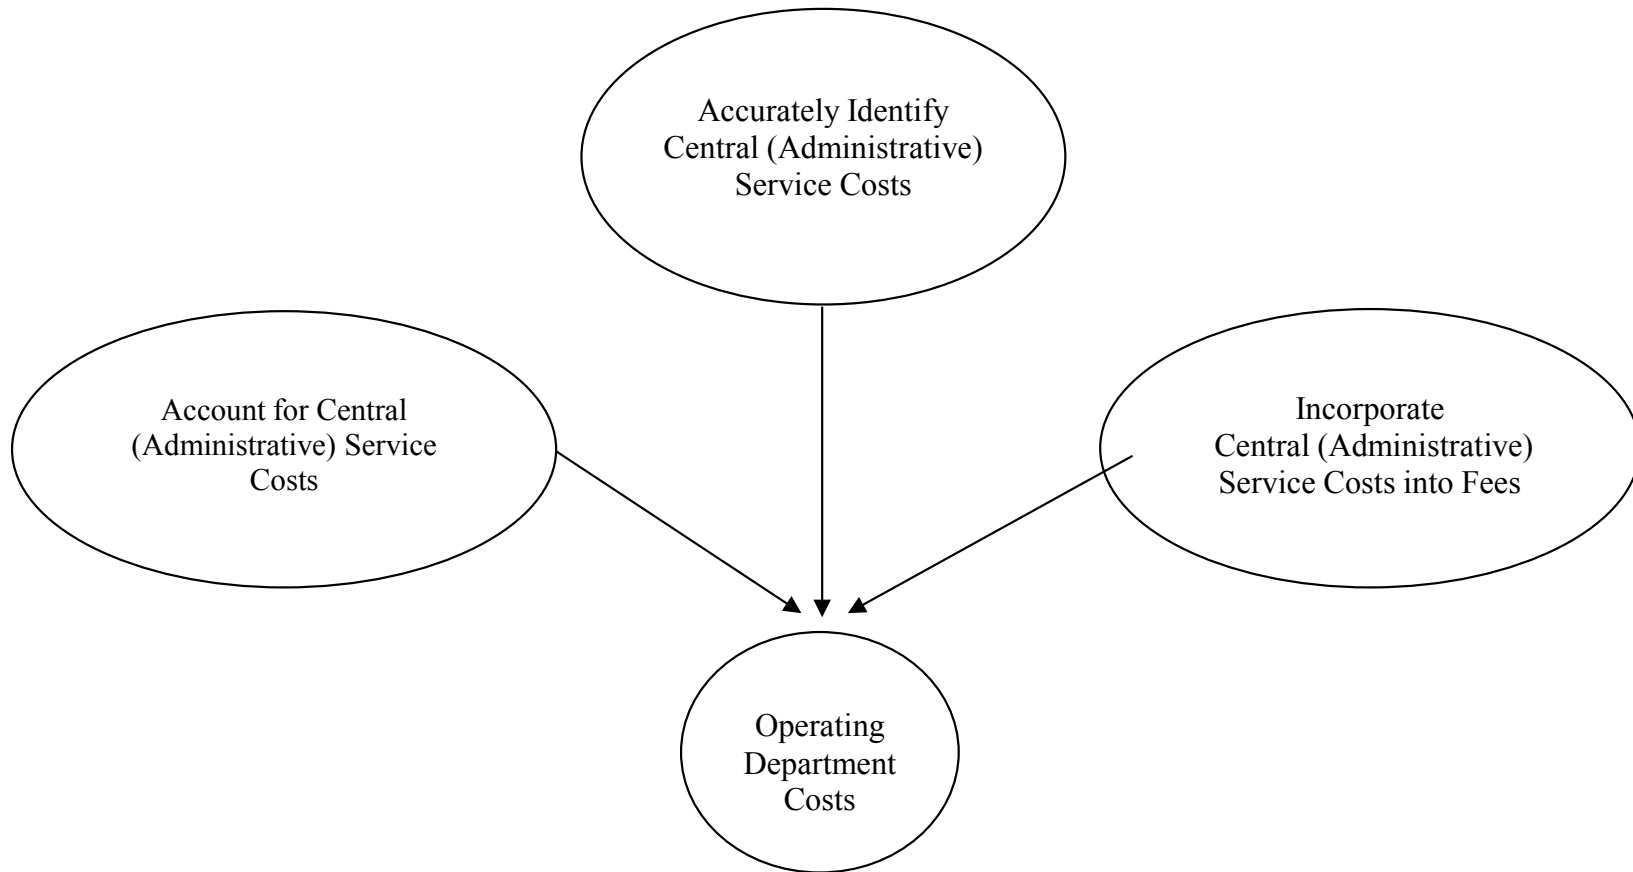 Accurately Identify
Central (Administrative)
Service Costs
Account for Central
(Administrative) Service
Costs
Incorporate
Central (Administrative)
Service Costs into Fees
Operating
Department
Costs